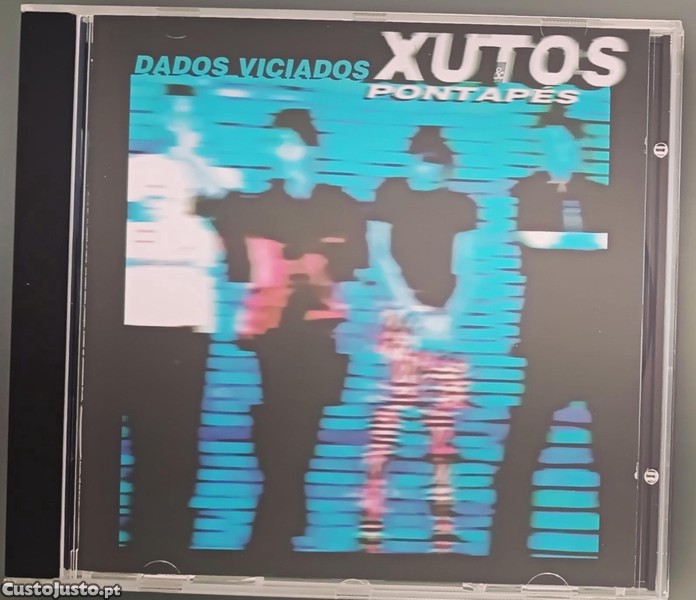 DADOS VICIADOS
XUTOS
&
PONTAPÉS
CustoJusto.pt